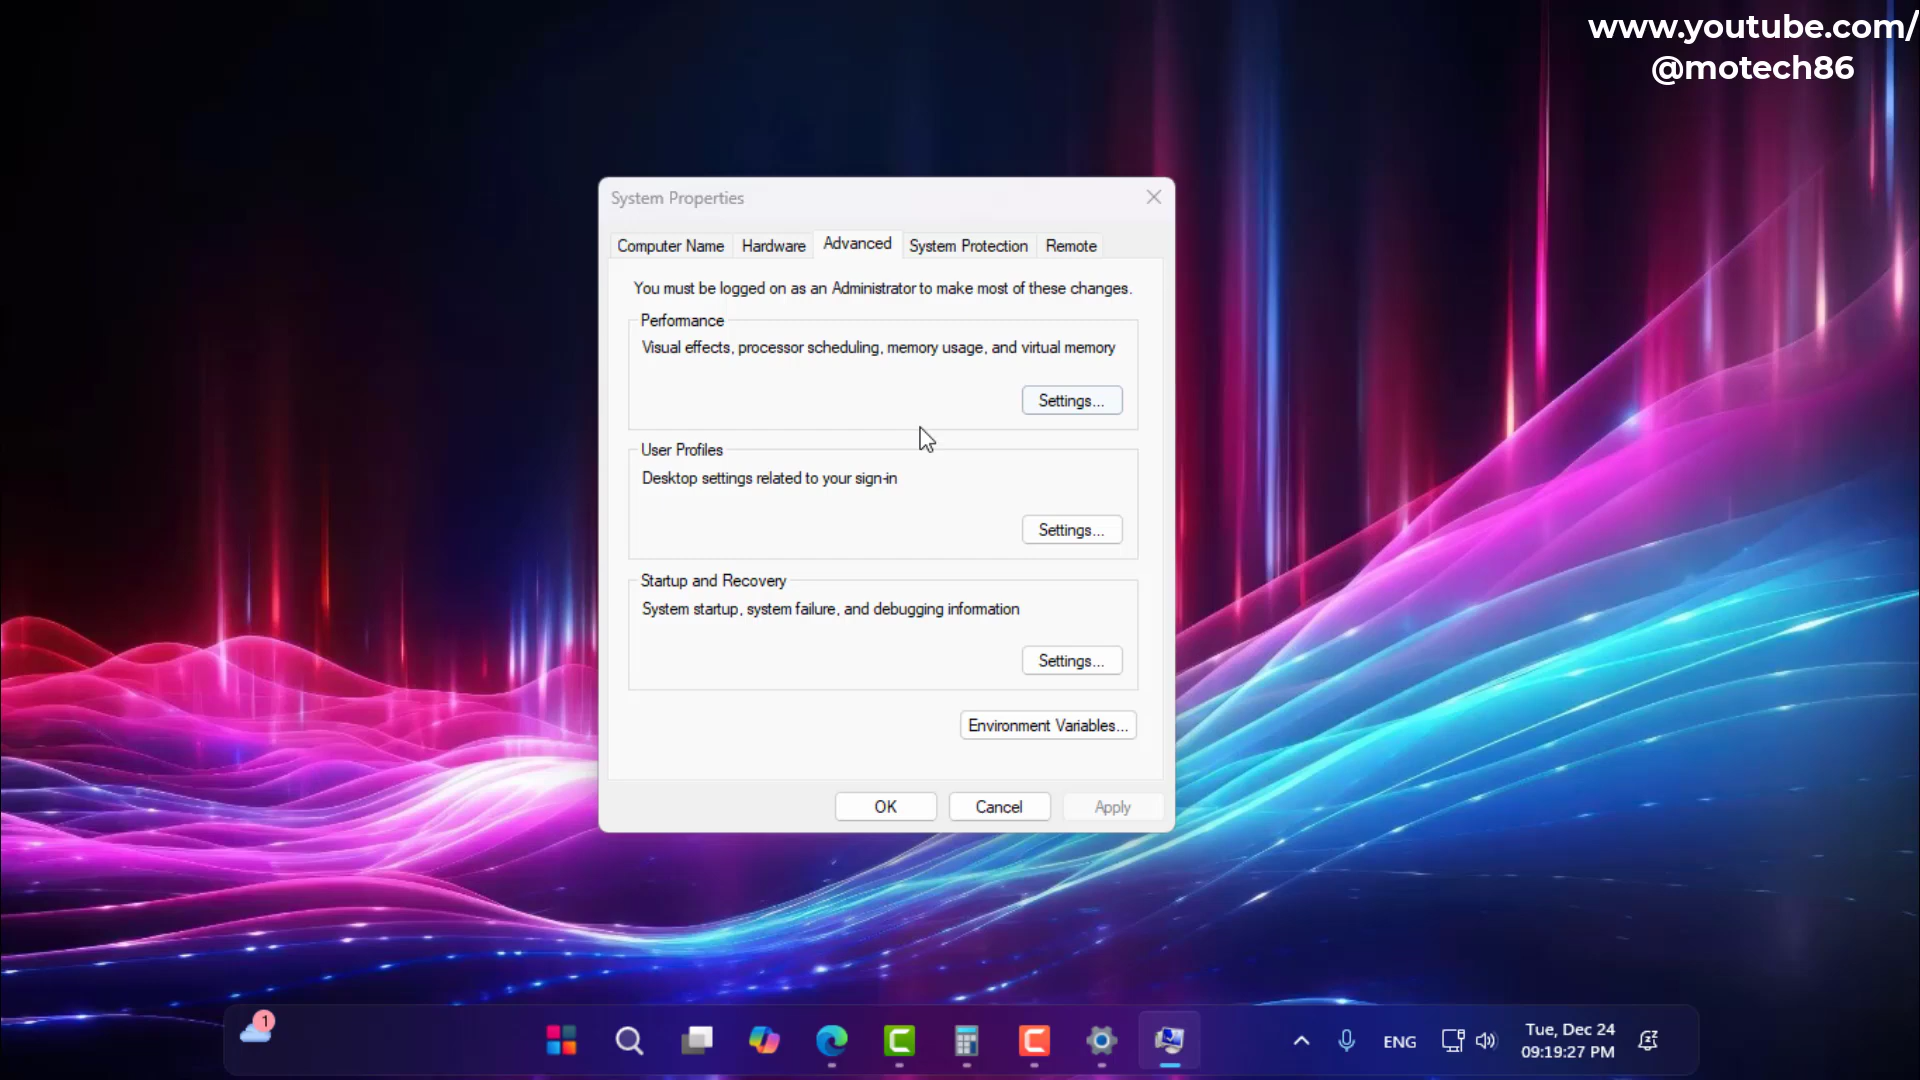 www.youtube.com/
@motech86
System Properties
Computer Name Hardware Advanced System Protection Remote
You must be logged on as an Administrator to make most of these changes.
Performance
Visual effects, processor scheduling, memory usage, and virtual memory
Settings...
User Profiles
Desktop settings related to your sign-in
Settings...
Startup and Recovery
System startup, system failure, and debugging information
Settings...
Environment Variables...
OK Cancel Apply
1
ENG
Tue, Dec 24
09:19:27 PM